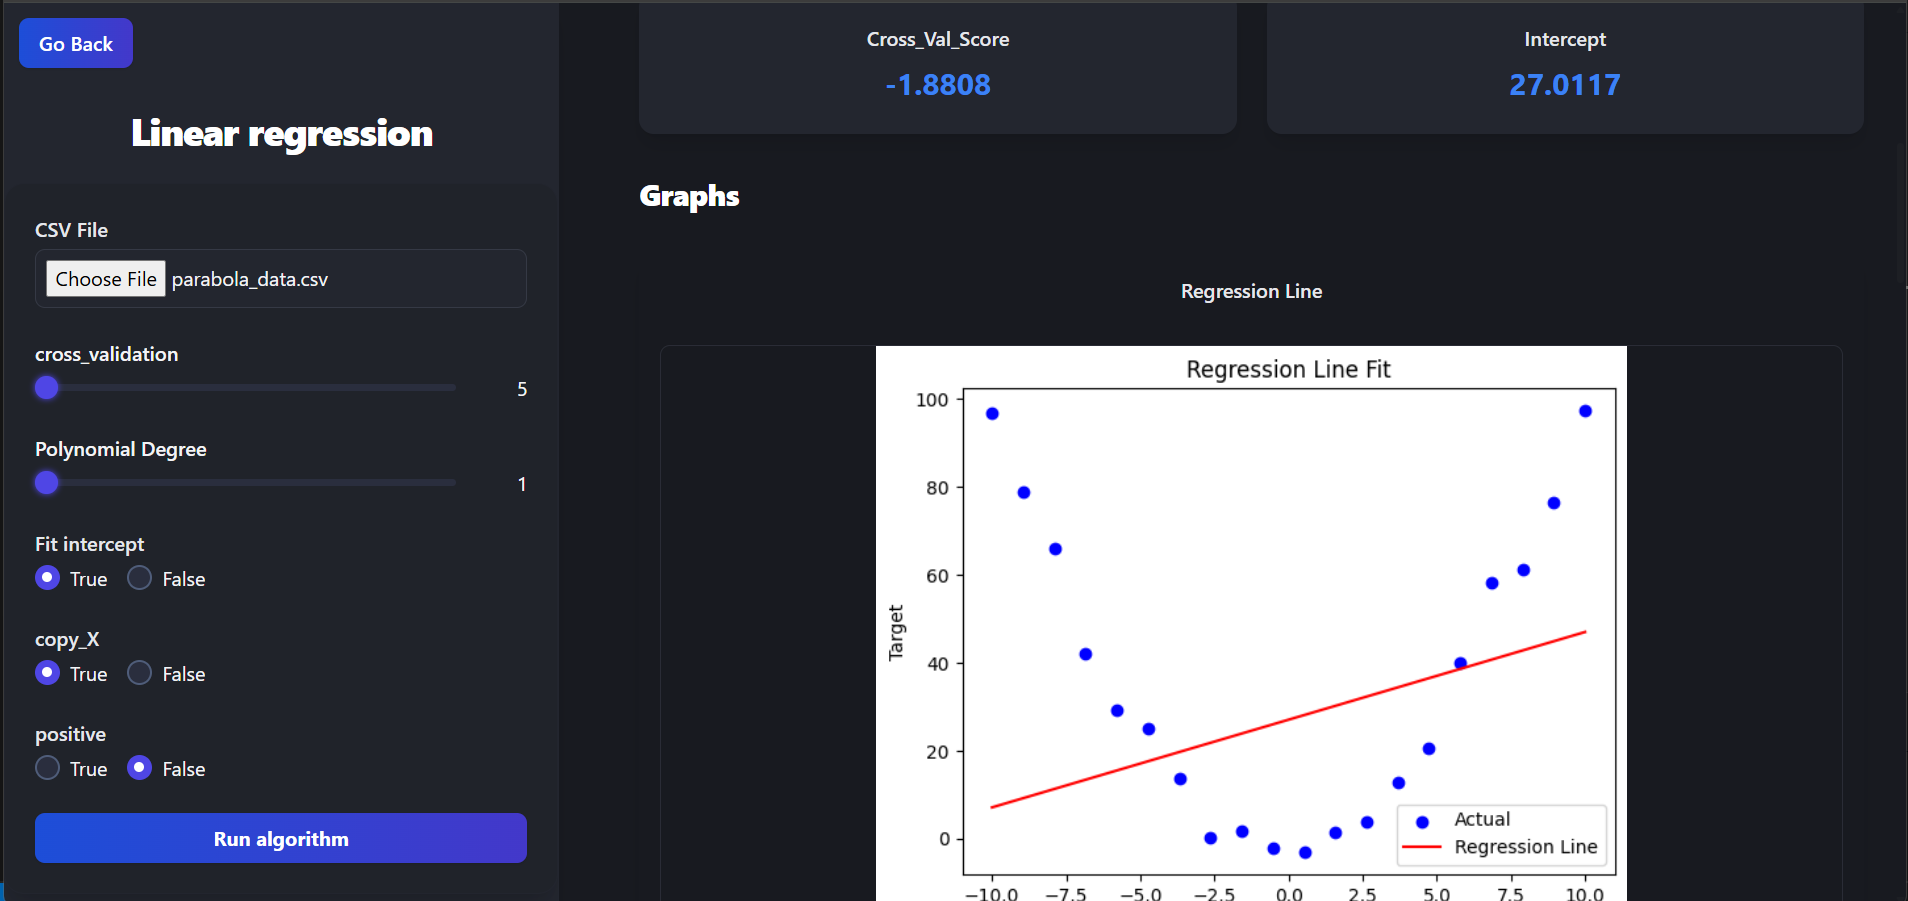 Go Back
Linear regression
CSV File
Choose File parabola_data.csv
cross_validation
5
Polynomial Degree
1
Fit intercept
True False
copy_X
True False
positive
True False
Run algorithm
Cross_Val_Score
-1.8808
Intercept
27.0117
Graphs
Regression Line
Regression Line Fit
100
80
60
40
20
0
Target
Actual
Regression Line
−10.0 −7.5 −5.0 −2.5 0.0 2.5 5.0 7.5 10.0